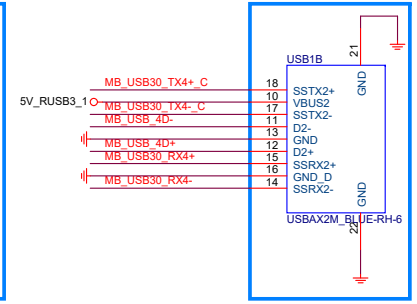 USB1B
21
GND
MB_USB30_TX4+_C 18 SSTX2+
5V_RUSB3_1 10 VBUS2
MB_USB30_TX4-_C 17 SSTX2-
MB_USB_4D- 11 D2-
13 GND
MB_USB_4D+ 12 D2+
MB_USB30_RX4+ 15 SSRX2+
16 GND_D
MB_USB30_RX4- 14 SSRX2-
GND
USBAX2M_BLUE-RH-6
22